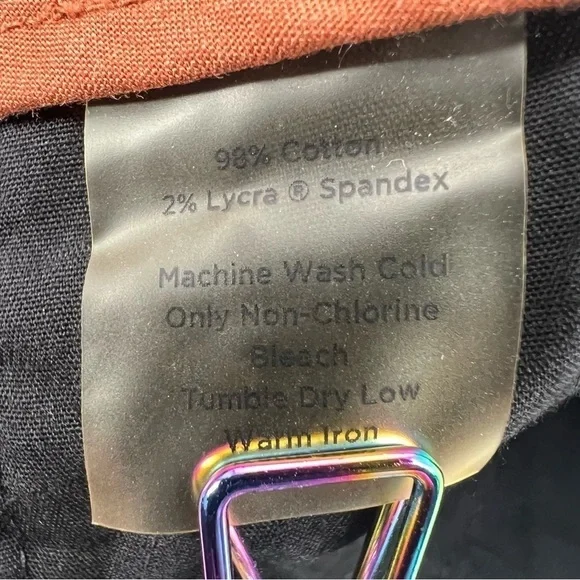 98% Cotton
2% Lycra ® Spandex
Machine Wash Cold
Only Non-Chlorine
Bleach
Tumble Dry Low
Warm Iron